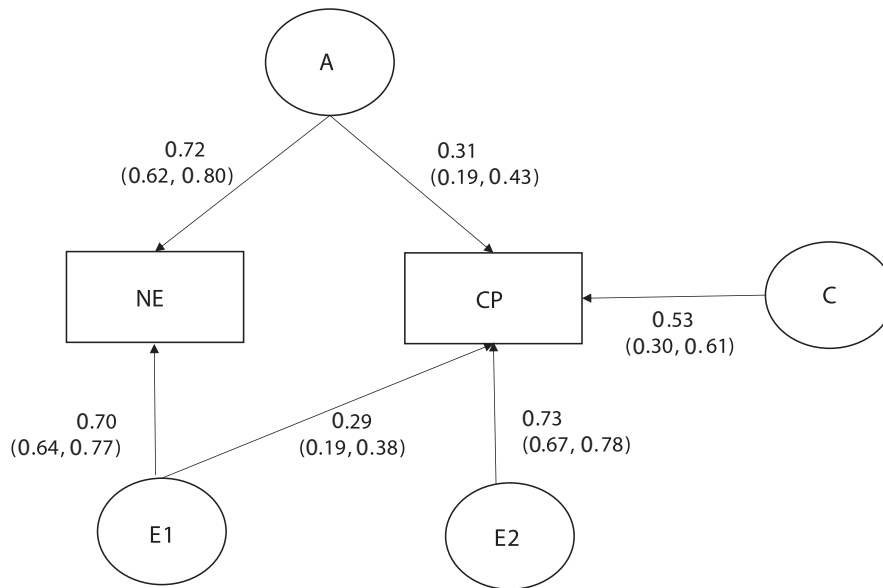 A
0.72
(0.62, 0.80)
0.31
(0.19, 0.43)
NE
CP
C
0.53
(0.30, 0.61)
0.70
(0.64, 0.77)
0.29
(0.19, 0.38)
0.73
(0.67, 0.78)
E1
E2